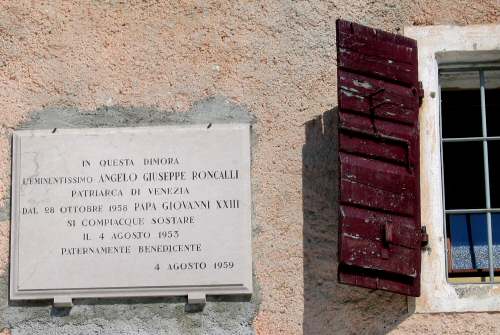 IN QUESTA DIMORA
L'EMINENTISSIMO ANGELO GIUSEPPE RONCALLI
PATRIARCA DI VENEZIA
DAL 28 OTTOBRE 1958 PAPA GIOVANNI XXIII
SI COMPIACQUE SOSTARE
IL 4 AGOSTO 1953
PATERNAMENTE BENEDICENTE
4 AGOSTO 1959